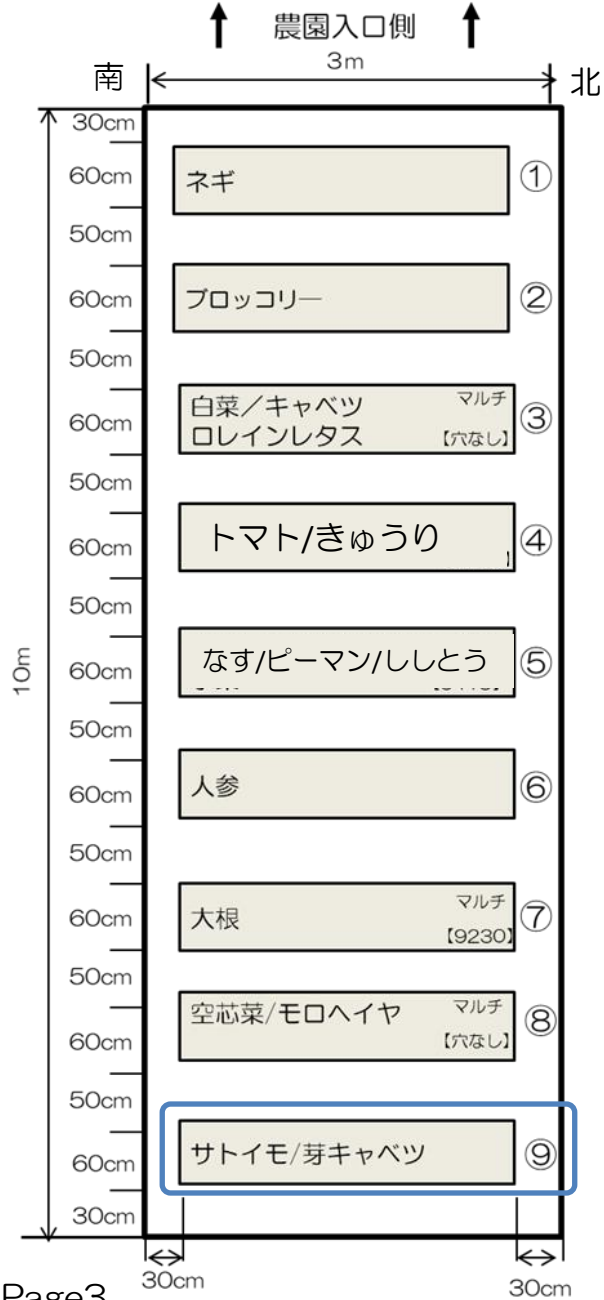 農園入口側
3m
南
北
30cm
60cm
ネギ
①
50cm
60cm
ブロッコリー
②
50cm
60cm
白菜／キャベツ
ロレインレタス
マルチ
【穴なし】
③
50cm
60cm
トマト/きゅうり
④
50cm
10m
60cm
なす/ピーマン/ししとう
⑤
50cm
60cm
人参
⑥
50cm
60cm
大根
マルチ
【9230】
⑦
50cm
60cm
空芯菜/モロヘイヤ
マルチ
【穴なし】
⑧
50cm
60cm
サトイモ/芽キャベツ
⑨
30cm
30cm
30cm
Page3